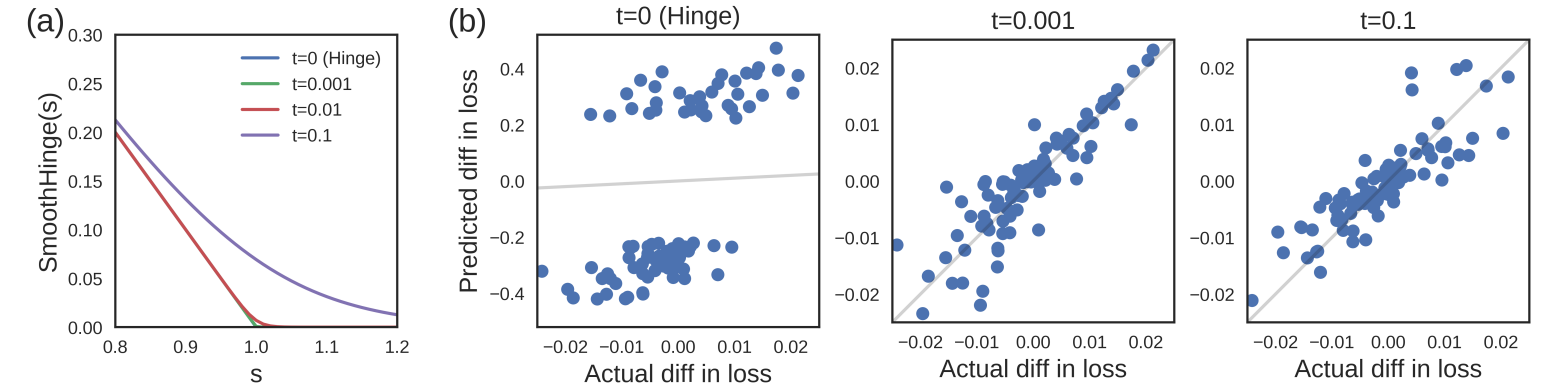 (a)
0.30
0.25
0.20
0.15
0.10
0.05
0.00
SmoothHinge(s)
t=0 (Hinge)
t=0.001
t=0.01
t=0.1
0.8 0.9 1.0 1.1 1.2
s
(b)
t=0 (Hinge)
0.4
0.2
0.0
−0.2
−0.4
Predicted diff in loss
−0.02 −0.01 0.00 0.01 0.02
Actual diff in loss
t=0.001
0.02
0.01
0.00
−0.01
−0.02
−0.02 −0.01 0.00 0.01 0.02
Actual diff in loss
t=0.1
0.02
0.01
0.00
−0.01
−0.02
−0.02 −0.01 0.00 0.01 0.02
Actual diff in loss